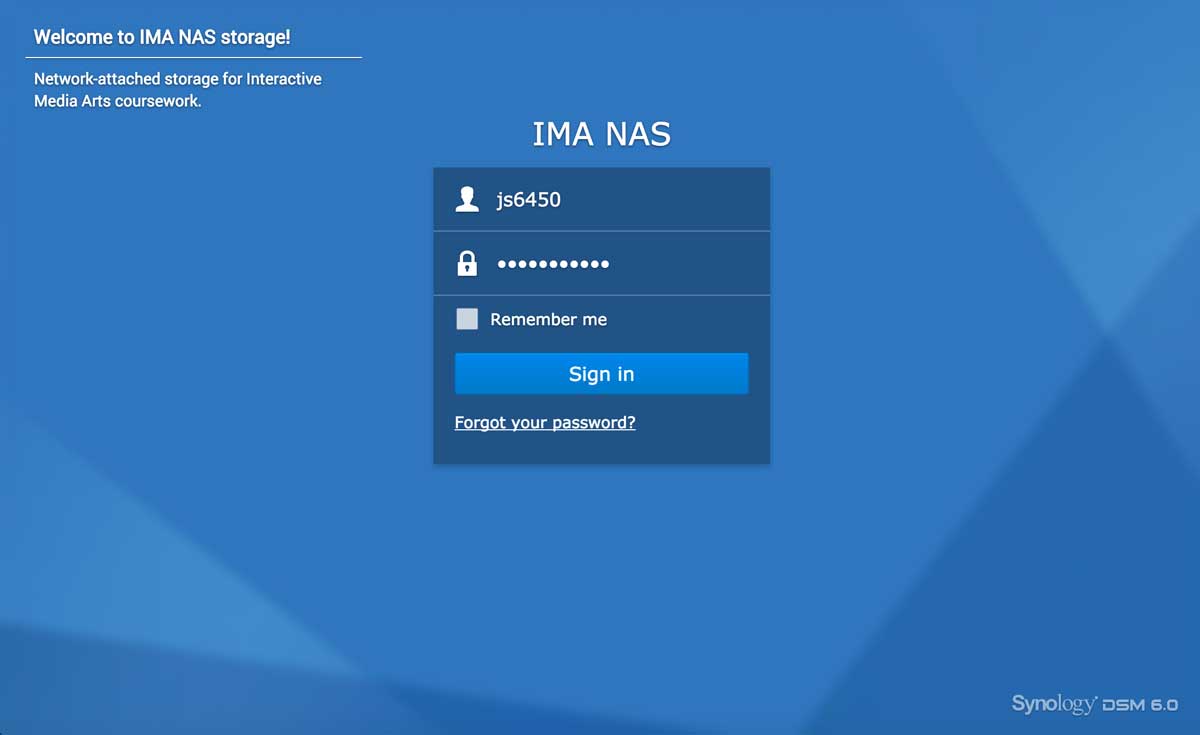 Welcome to IMA NAS storage!
Network-attached storage for Interactive
Media Arts coursework.
IMA NAS
js6450
•••••••••••
Remember me
Sign in
Forgot your password?
Synology DSM 6.0